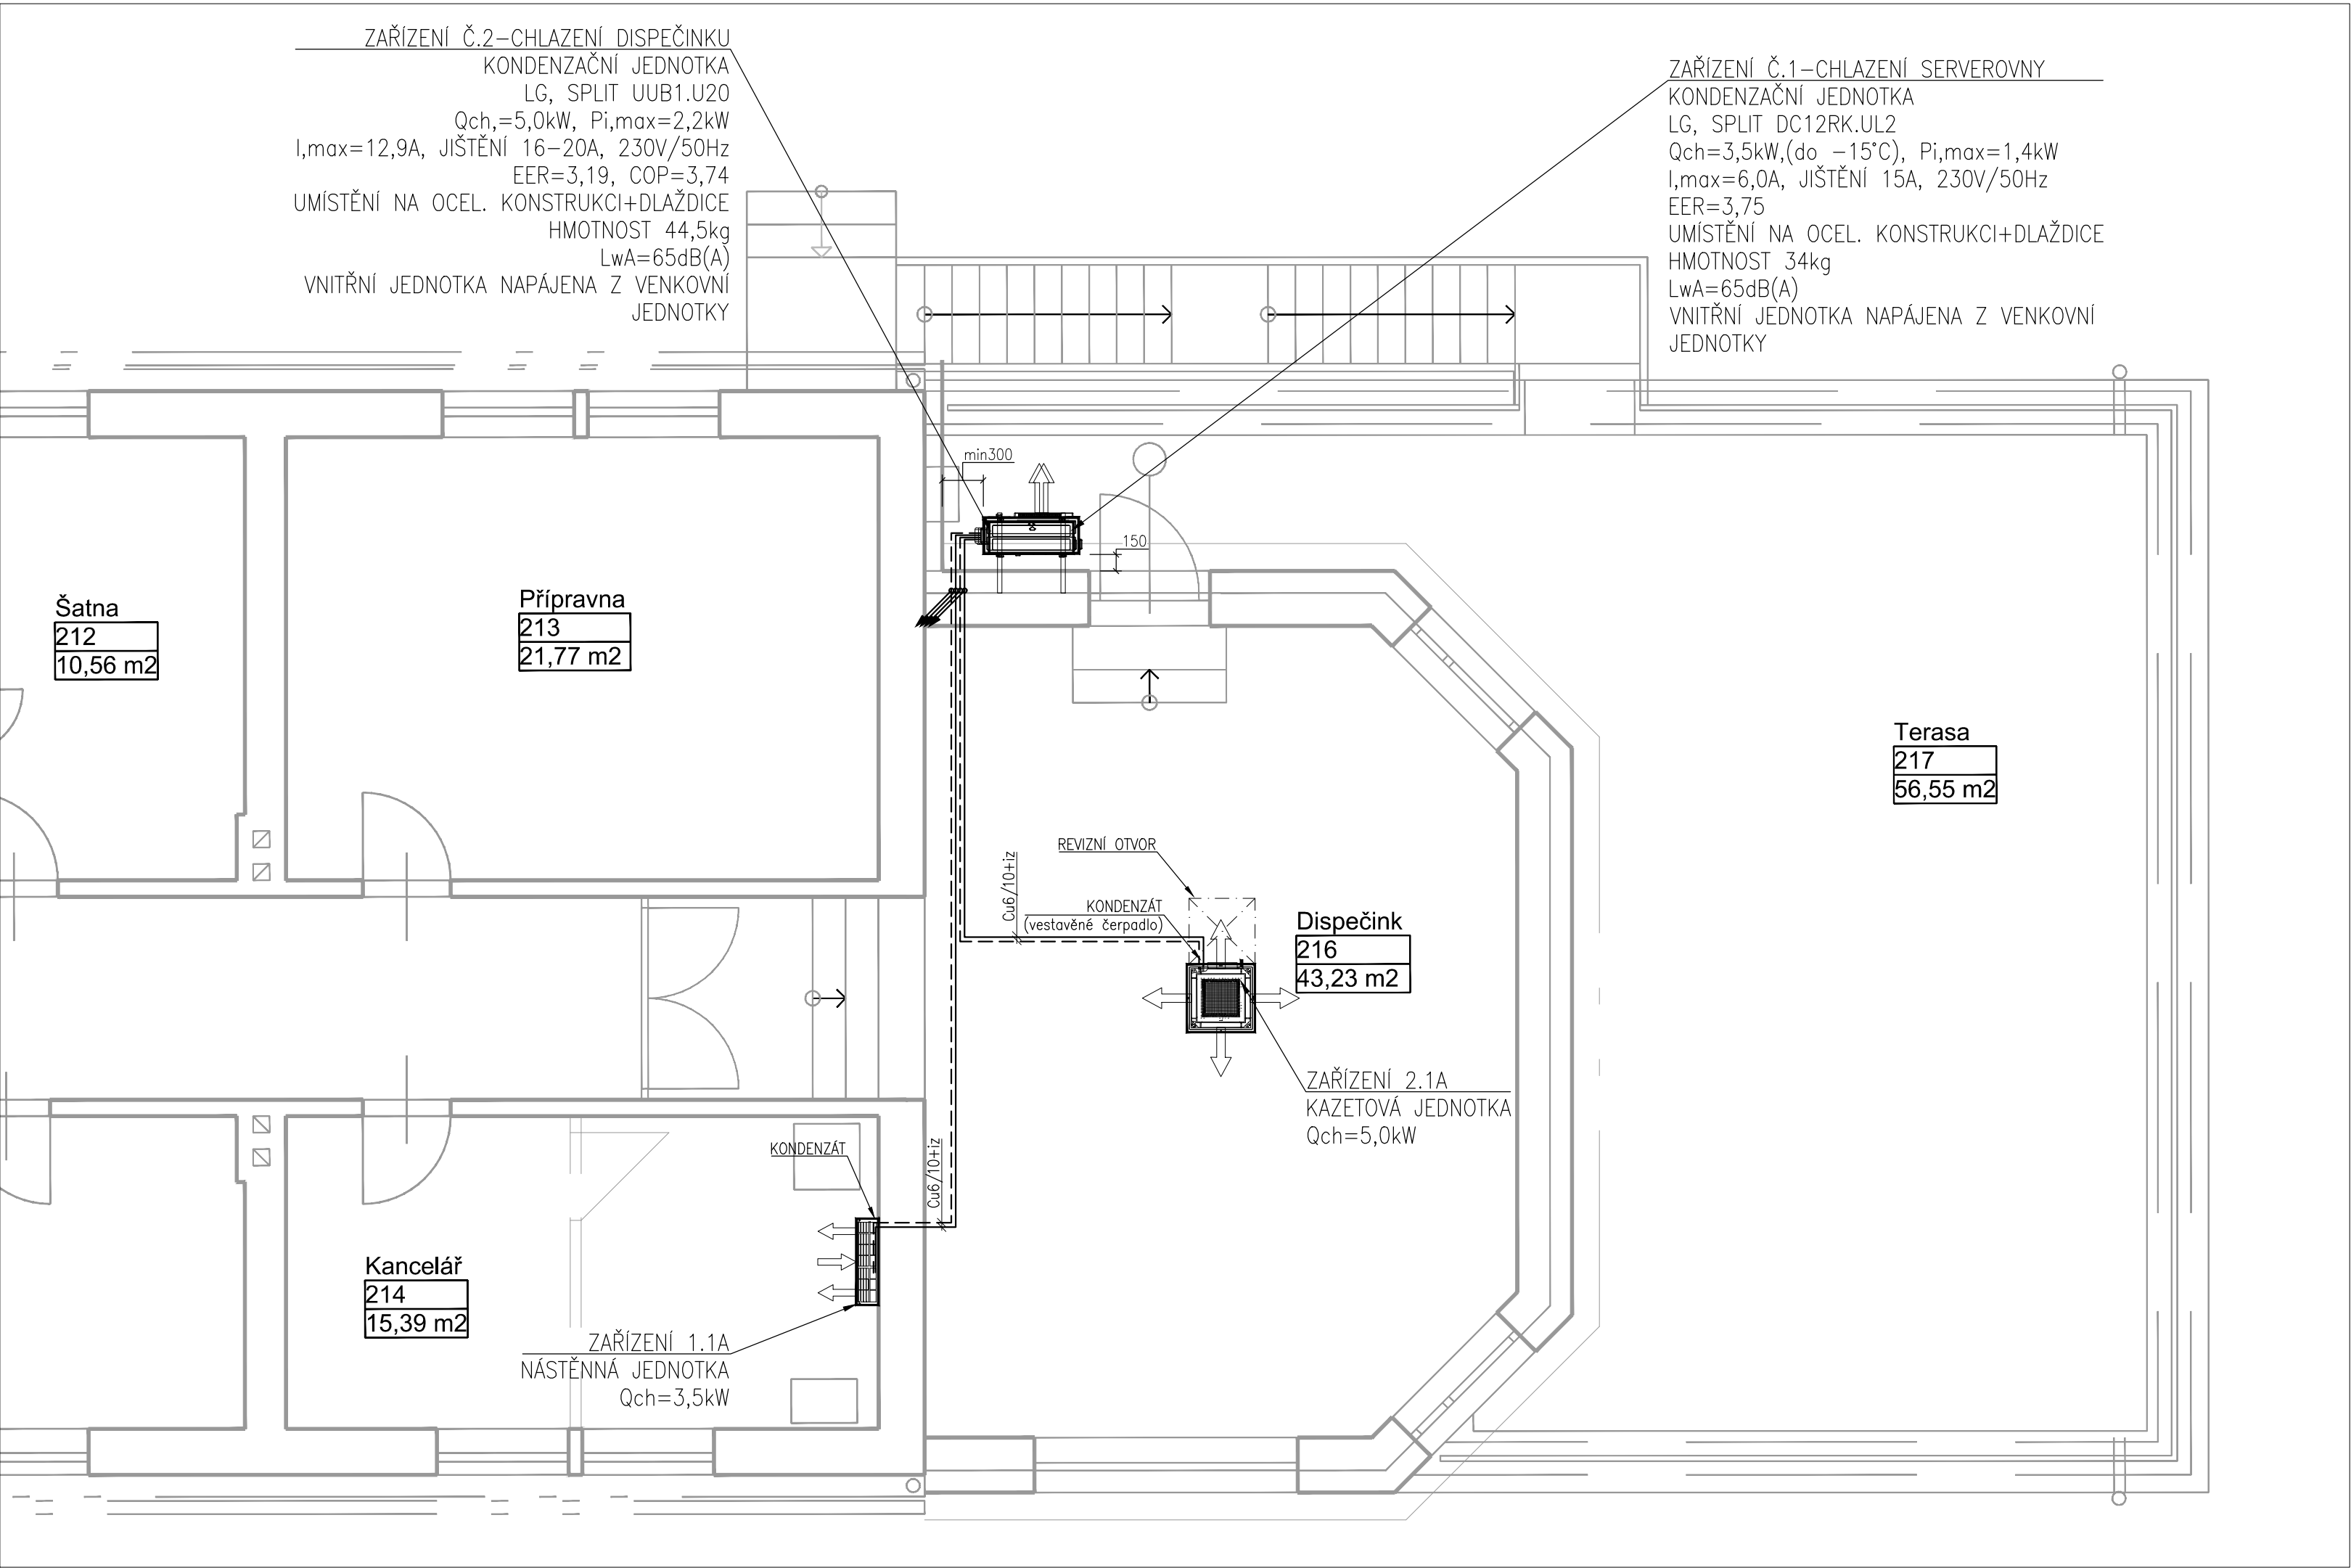 ZAŘÍZENÍ Č.2-CHLAZENÍ DISPEČINKU
KONDENZAČNÍ JEDNOTKA
LG, SPLIT UUB1.U20
Qch,=5,0kW, Pi,max=2,2kW
I,max=12,9A, JIŠTĚNÍ 16-20A, 230V/50Hz
EER=3,19, COP=3,74
UMÍSTĚNÍ NA OCEL. KONSTRUKCI+DLAŽDICE
HMOTNOST 44,5kg
LwA=65dB(A)
VNITŘNÍ JEDNOTKA NAPÁJENA Z VENKOVNÍ
JEDNOTKY
ZAŘÍZENÍ Č.1-CHLAZENÍ SERVEROVNY
KONDENZAČNÍ JEDNOTKA
LG, SPLIT DC12RK.UL2
Qch=3,5kW,(do -15°C), Pi,max=1,4kW
I,max=6,0A, JIŠTĚNÍ 15A, 230V/50Hz
EER=3,75
UMÍSTĚNÍ NA OCEL. KONSTRUKCI+DLAŽDICE
HMOTNOST 34kg
LwA=65dB(A)
VNITŘNÍ JEDNOTKA NAPÁJENA Z VENKOVNÍ
JEDNOTKY
min300
150
Šatna
212
10,56 m2
Přípravna
213
21,77 m2
Terasa
217
56,55 m2
REVIZNÍ OTVOR
Cu6/10+iz
KONDENZÁT
(vestavěné čerpadlo)
Dispečink
216
43,23 m2
ZAŘÍZENÍ 2.1A
KAZETOVÁ JEDNOTKA
Qch=5,0kW
KONDENZÁT
Cu6/10+iz
Kancelář
214
15,39 m2
ZAŘÍZENÍ 1.1A
NÁSTĚNNÁ JEDNOTKA
Qch=3,5kW